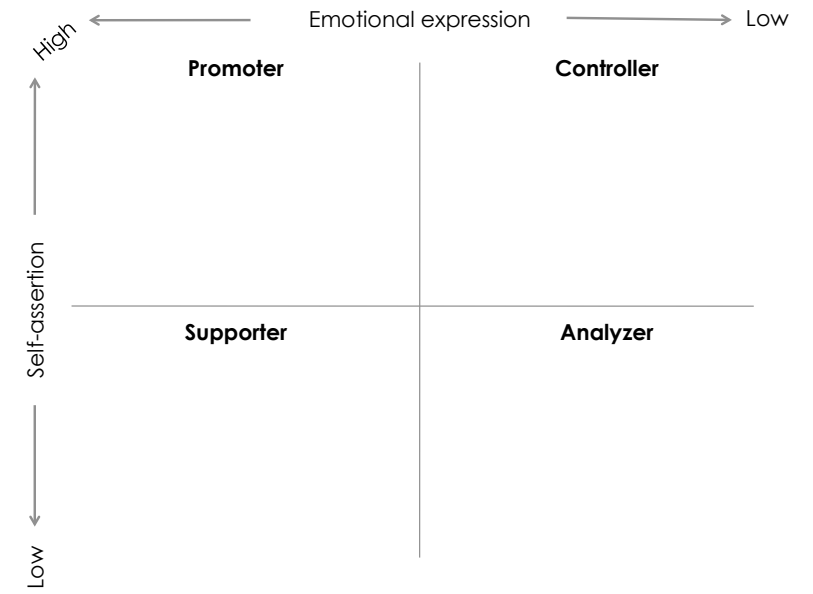 Emotional expression
Low
High
Promoter
Controller
Self-assertion
Supporter
Analyzer
Low